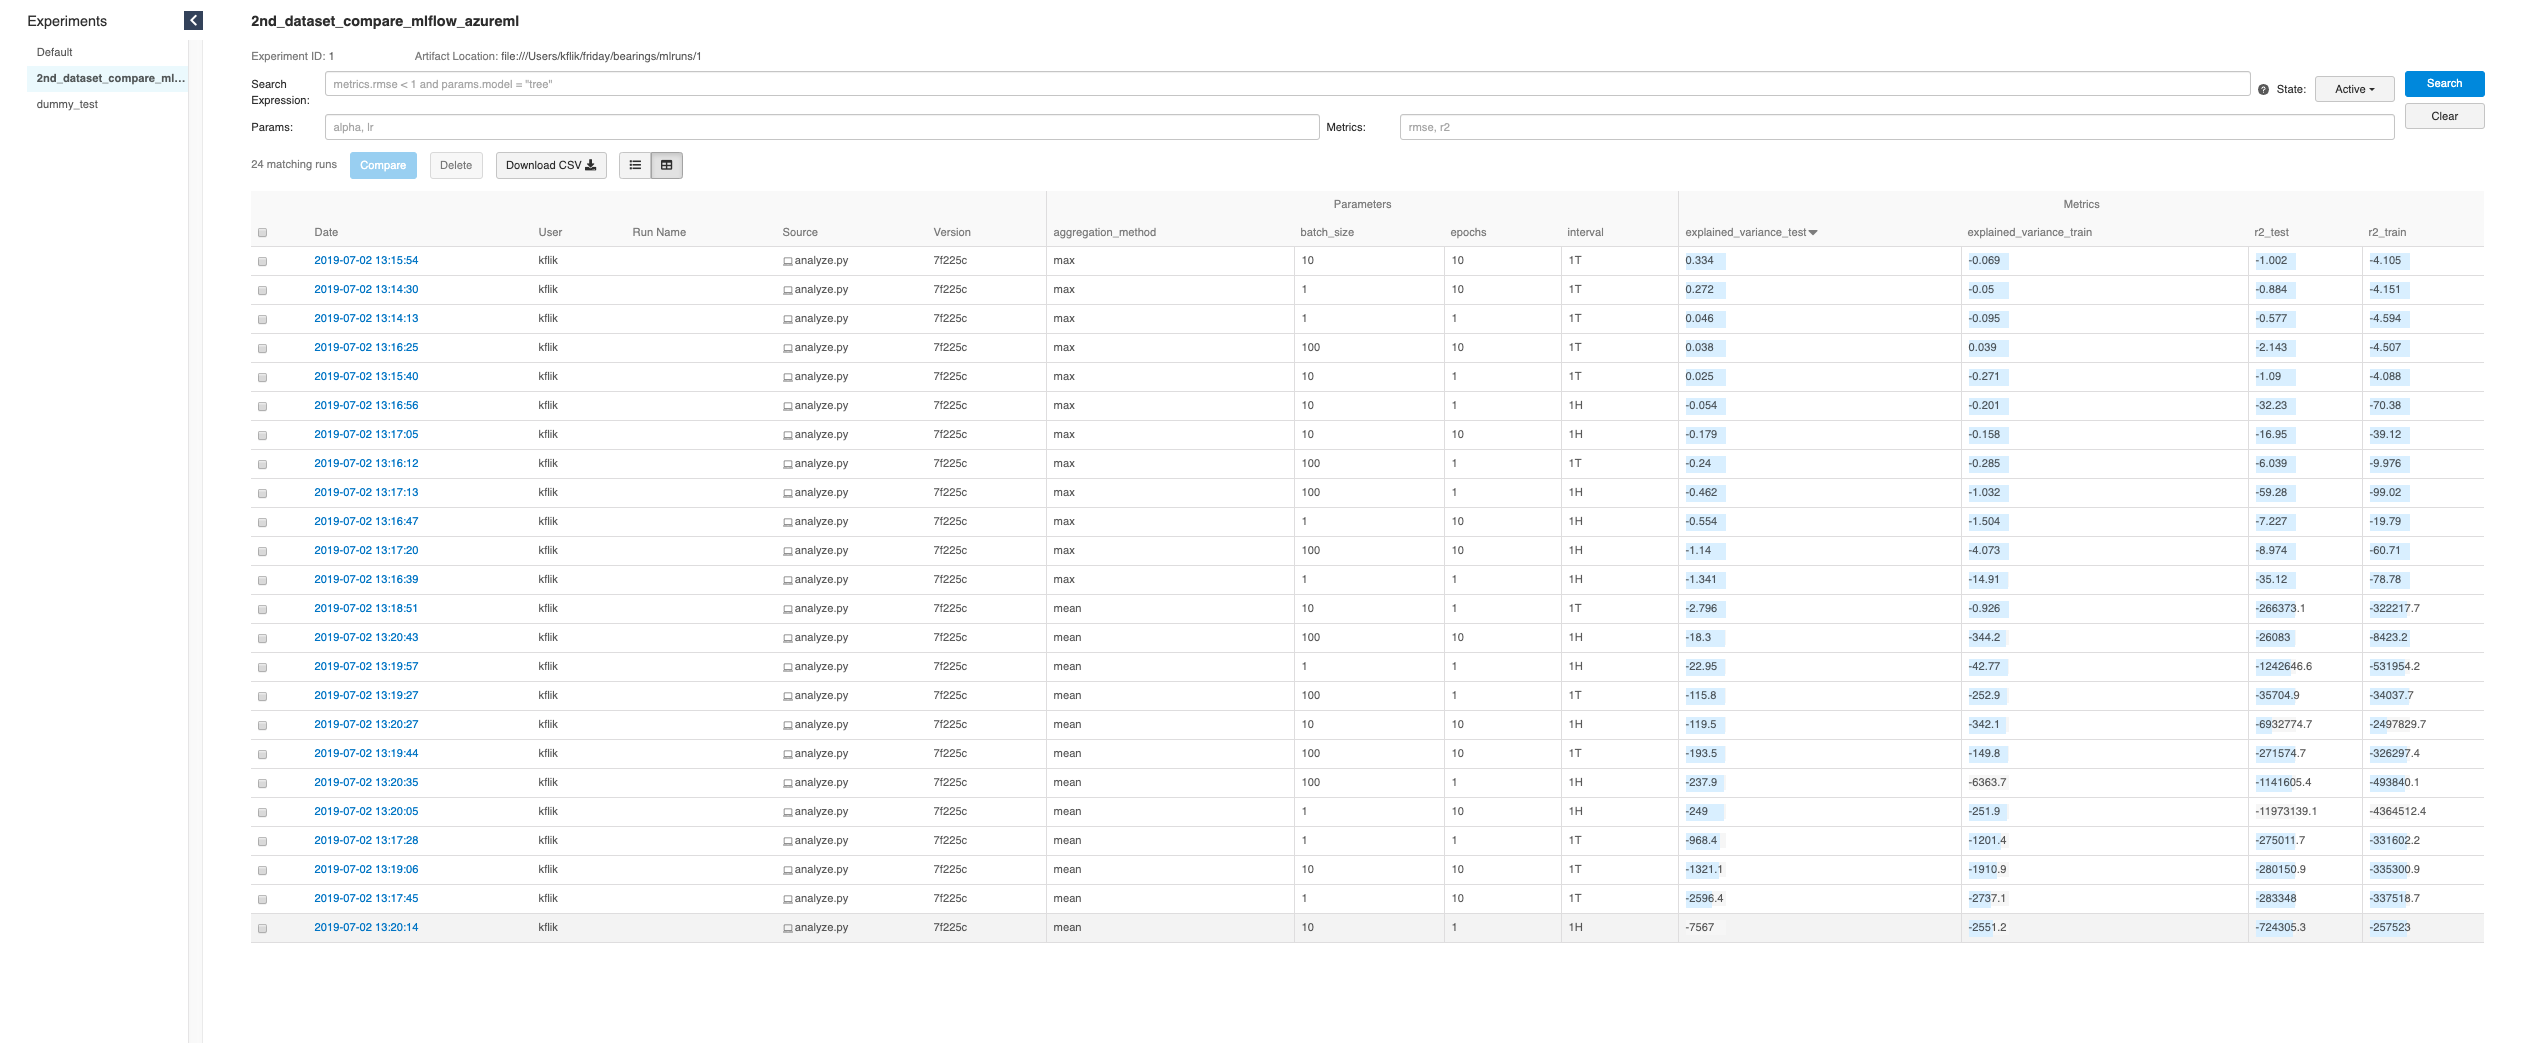 Experiments
Default
2nd_dataset_compare_ml...
dummy_test
2nd_dataset_compare_mlflow_azureml
Experiment ID: 1 Artifact Location: file:///Users/kflik/friday/bearings/mlruns/1
Search Expression: metrics.rmse < 1 and params.model = "tree" ? State: Active Search
Params: alpha, lr Metrics: rmse, r2 Clear
24 matching runs Compare Delete Download CSV
Parameters Metrics
Date User Run Name Source Version aggregation_method batch_size epochs interval explained_variance_test explained_variance_train r2_test r2_train
2019-07-02 13:15:54 kflik analyze.py 7f225c max 10 10 1T 0.334 -0.069 -1.002 -4.105
2019-07-02 13:14:30 kflik analyze.py 7f225c max 1 10 1T 0.272 -0.05 -0.884 -4.151
2019-07-02 13:14:13 kflik analyze.py 7f225c max 1 1 1T 0.046 -0.095 -0.577 -4.594
2019-07-02 13:16:25 kflik analyze.py 7f225c max 100 10 1T 0.038 0.039 -2.143 -4.507
2019-07-02 13:15:40 kflik analyze.py 7f225c max 10 1 1T 0.025 -0.271 -1.09 -4.088
2019-07-02 13:16:56 kflik analyze.py 7f225c max 10 1 1H -0.054 -0.201 -32.23 -70.38
2019-07-02 13:17:05 kflik analyze.py 7f225c max 10 10 1H -0.179 -0.158 -16.95 -39.12
2019-07-02 13:16:12 kflik analyze.py 7f225c max 100 1 1T -0.24 -0.285 -6.039 -9.976
2019-07-02 13:17:13 kflik analyze.py 7f225c max 100 1 1H -0.462 -1.032 -59.28 -99.02
2019-07-02 13:16:47 kflik analyze.py 7f225c max 1 10 1H -0.554 -1.504 -7.227 -19.79
2019-07-02 13:17:20 kflik analyze.py 7f225c max 100 10 1H -1.14 -4.073 -8.974 -60.71
2019-07-02 13:16:39 kflik analyze.py 7f225c max 1 1 1H -1.341 -14.91 -35.12 -78.78
2019-07-02 13:18:51 kflik analyze.py 7f225c mean 10 1 1T -2.796 -0.926 -266373.1 -322217.7
2019-07-02 13:20:43 kflik analyze.py 7f225c mean 100 10 1H -18.3 -344.2 -26083 -8423.2
2019-07-02 13:19:57 kflik analyze.py 7f225c mean 1 1 1H -22.95 -42.77 -1242646.6 -531954.2
2019-07-02 13:19:27 kflik analyze.py 7f225c mean 100 1 1T -115.8 -252.9 -35704.9 -34037.7
2019-07-02 13:20:27 kflik analyze.py 7f225c mean 10 10 1H -119.5 -342.1 -6932774.7 -2497829.7
2019-07-02 13:19:44 kflik analyze.py 7f225c mean 100 10 1T -193.5 -149.8 -271574.7 -326297.4
2019-07-02 13:20:35 kflik analyze.py 7f225c mean 100 1 1H -237.9 -6363.7 -1141605.4 -493840.1
2019-07-02 13:20:05 kflik analyze.py 7f225c mean 1 10 1H -249 -251.9 -11973139.1 -4364512.4
2019-07-02 13:17:28 kflik analyze.py 7f225c mean 1 1 1T -968.4 -1201.4 -275011.7 -331602.2
2019-07-02 13:19:06 kflik analyze.py 7f225c mean 10 10 1T -1321.1 -1910.9 -280150.9 -335300.9
2019-07-02 13:17:45 kflik analyze.py 7f225c mean 1 10 1T -2596.4 -2737.1 -283348 -337518.7
2019-07-02 13:20:14 kflik analyze.py 7f225c mean 10 1 1H -7567 -2551.2 -724305.3 -257523